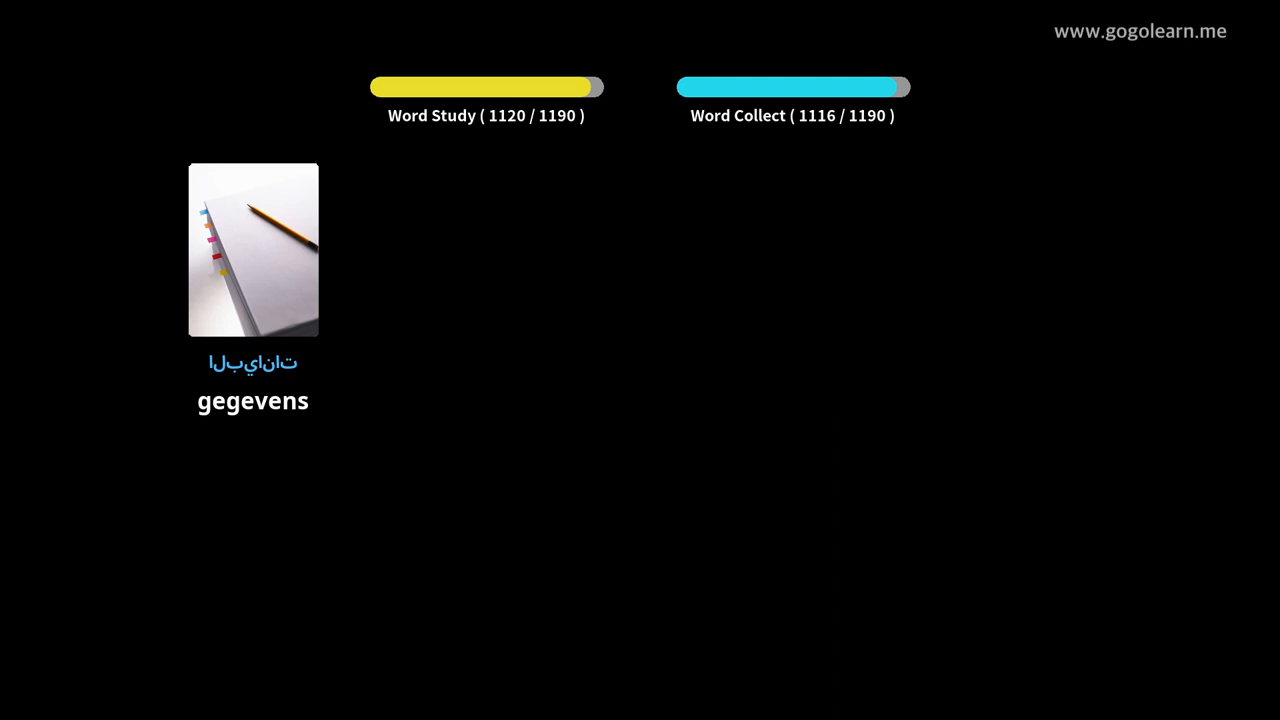 www.gogolearn.me
Word Study ( 1120 / 1190 )
Word Collect ( 1116 / 1190 )
البيانات
gegevens